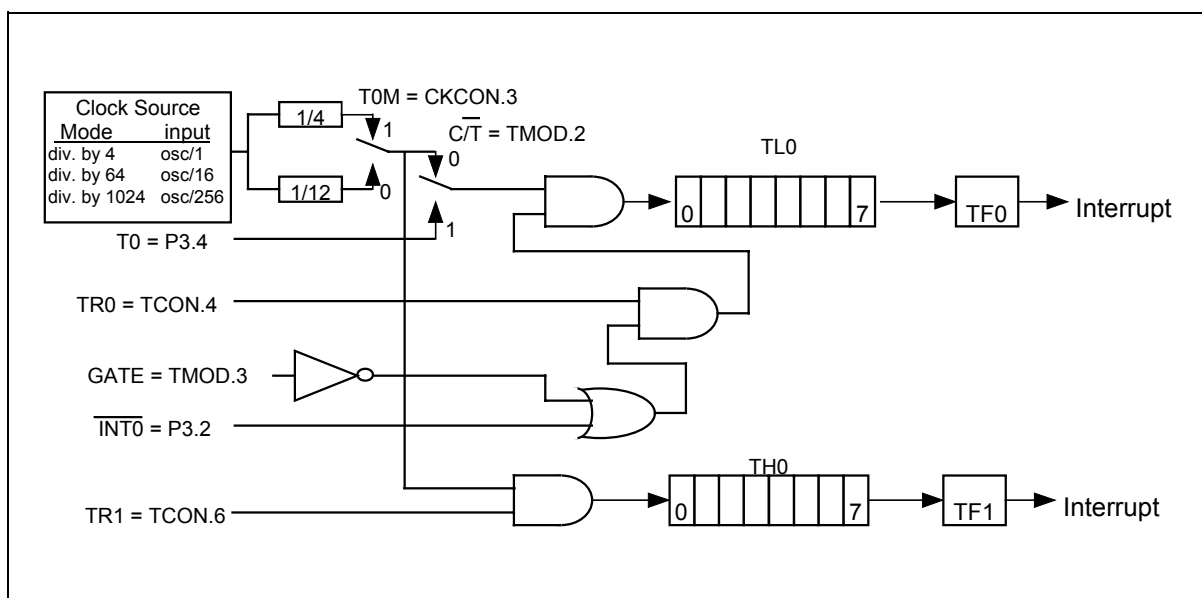 Clock Source
Mode input
div. by 4 osc/1
div. by 64 osc/16
div. by 1024 osc/256
1/4
1/12
T0M = CKCON.3
1
0
C/T̅ = TMOD.2
0
1
T0 = P3.4
TL0
0 7
TF0
Interrupt
TR0 = TCON.4
GATE = TMOD.3
I̅N̅T̅0̅ = P3.2
TR1 = TCON.6
TH0
0 7
TF1
Interrupt